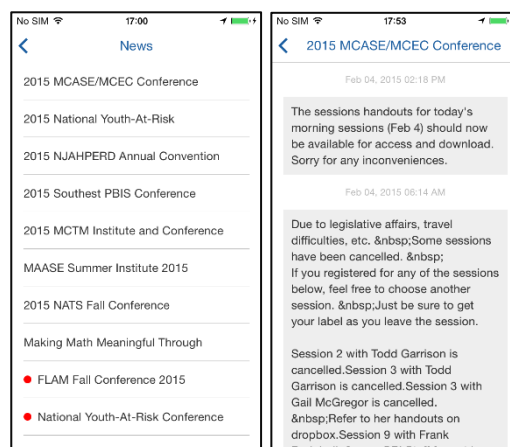 No SIM 17:00
News
2015 MCASE/MCEC Conference
2015 National Youth-At-Risk
2015 NJAHPERD Annual Convention
2015 Southest PBIS Conference
2015 MCTM Institute and Conference
MAASE Summer Institute 2015
2015 NATS Fall Conference
Making Math Meaningful Through
FLAM Fall Conference 2015
National Youth-At-Risk Conference
No SIM 17:53
2015 MCASE/MCEC Conference
Feb 04, 2015 02:18 PM
The sessions handouts for today's
morning sessions (Feb 4) should now
be available for access and download.
Sorry for any inconveniences.
Feb 04, 2015 06:14 AM
Due to legislative affairs, travel
difficulties, etc. &nbsp;Some sessions
have been cancelled. &nbsp;
If you registered for any of the sessions
below, feel free to choose another
session. &nbsp;Just be sure to get
your label as you leave the session.
Session 2 with Todd Garrison is
cancelled.Session 3 with Todd
Garrison is cancelled.Session 3 with
Gail McGregor is cancelled.
&nbsp;Refer to her handouts on
dropbox.Session 9 with Frank